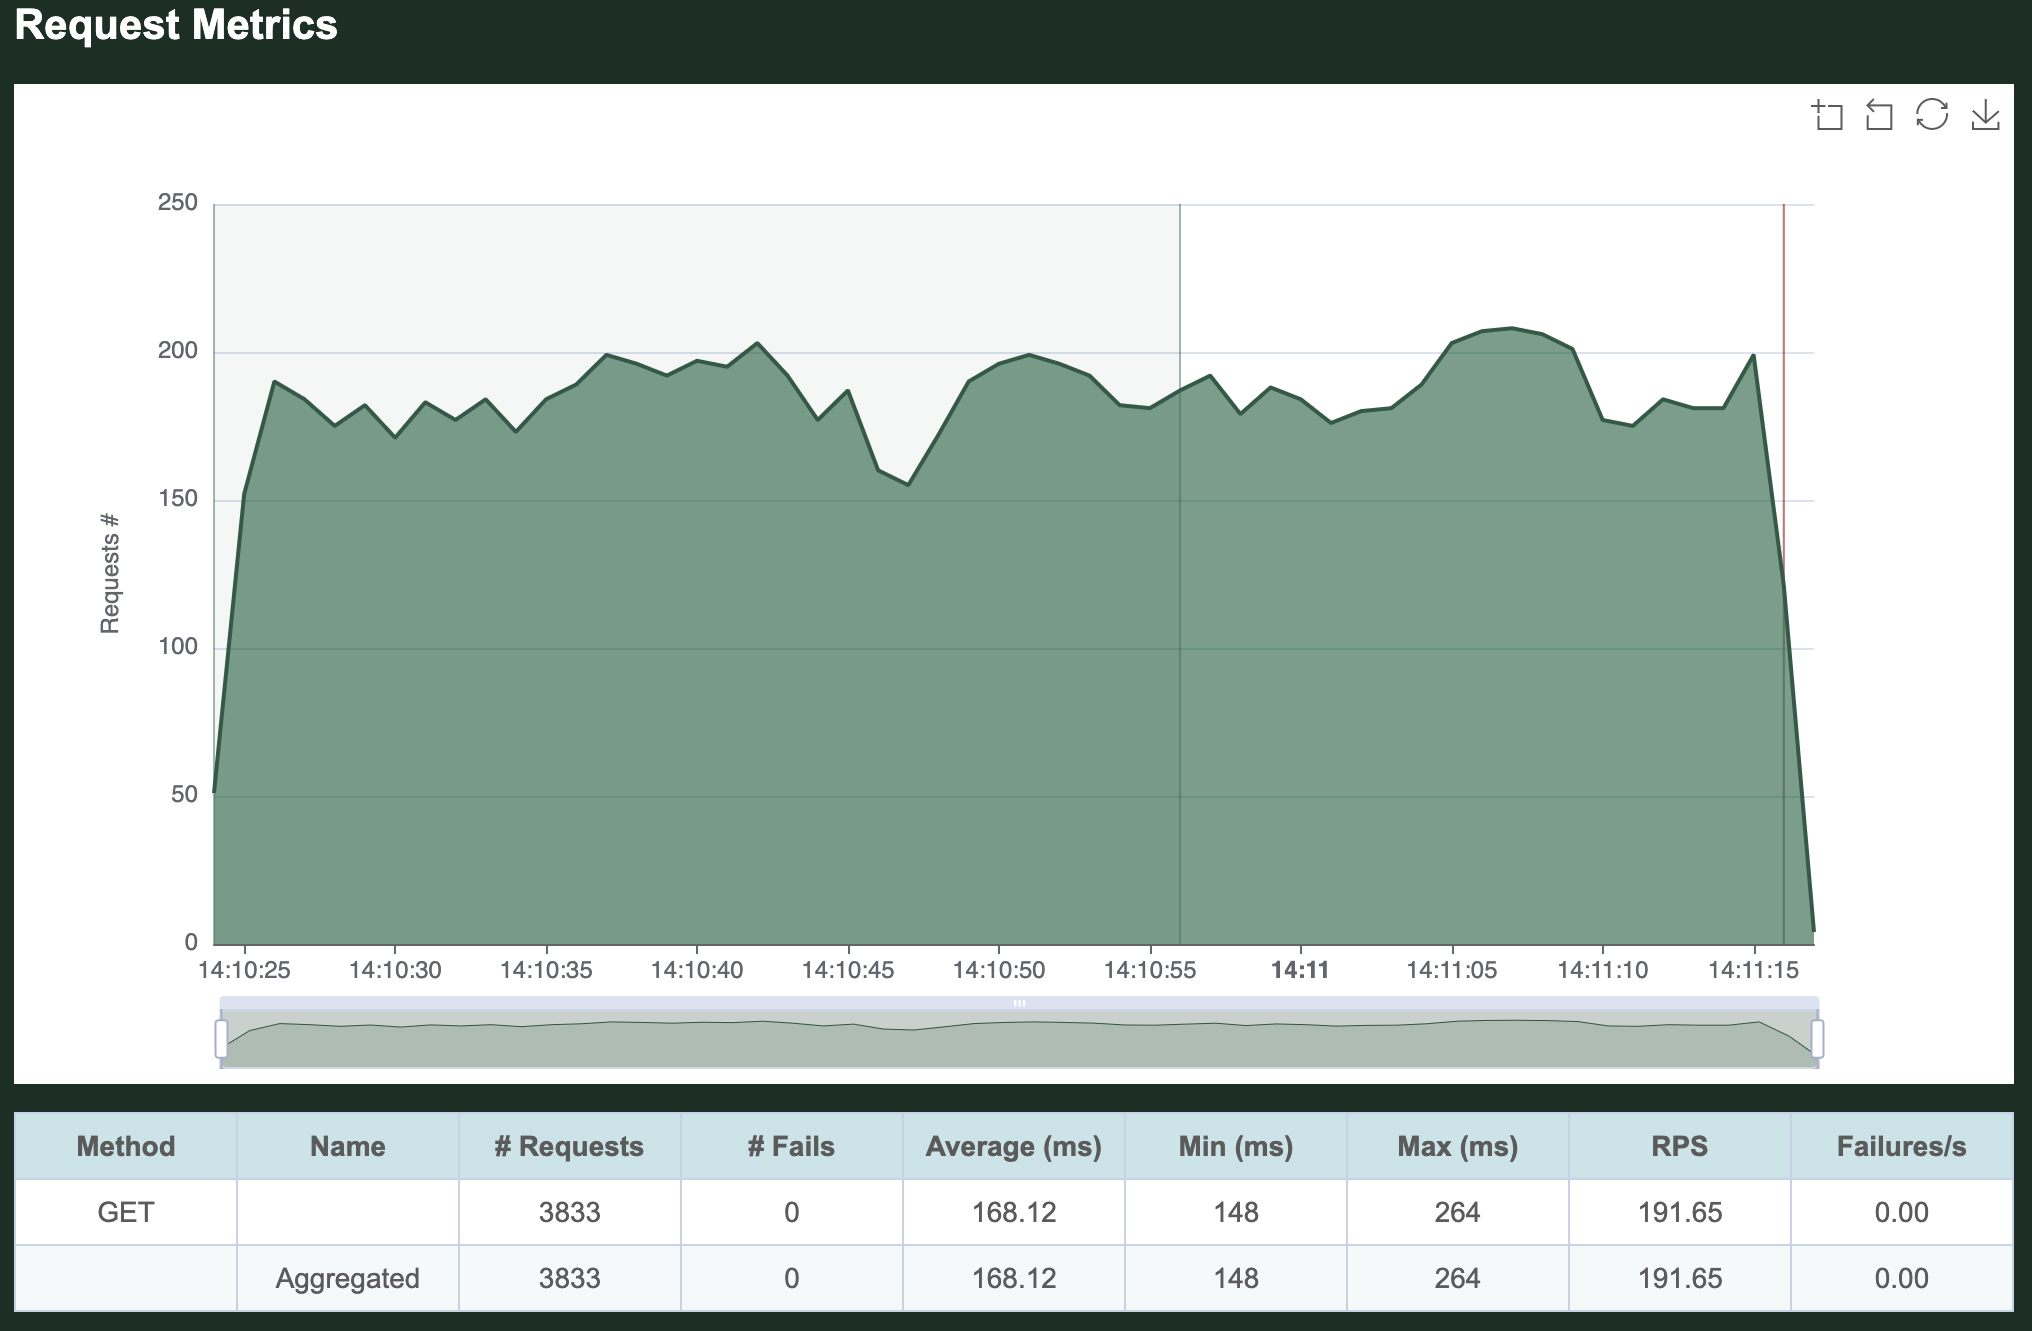 Request Metrics
250
200
150
100
50
0
Requests #
14:10:25 14:10:30 14:10:35 14:10:40 14:10:45 14:10:50 14:10:55 14:11 14:11:05 14:11:10 14:11:15
Method Name # Requests # Fails Average (ms) Min (ms) Max (ms) RPS Failures/s
GET 3833 0 168.12 148 264 191.65 0.00
Aggregated 3833 0 168.12 148 264 191.65 0.00